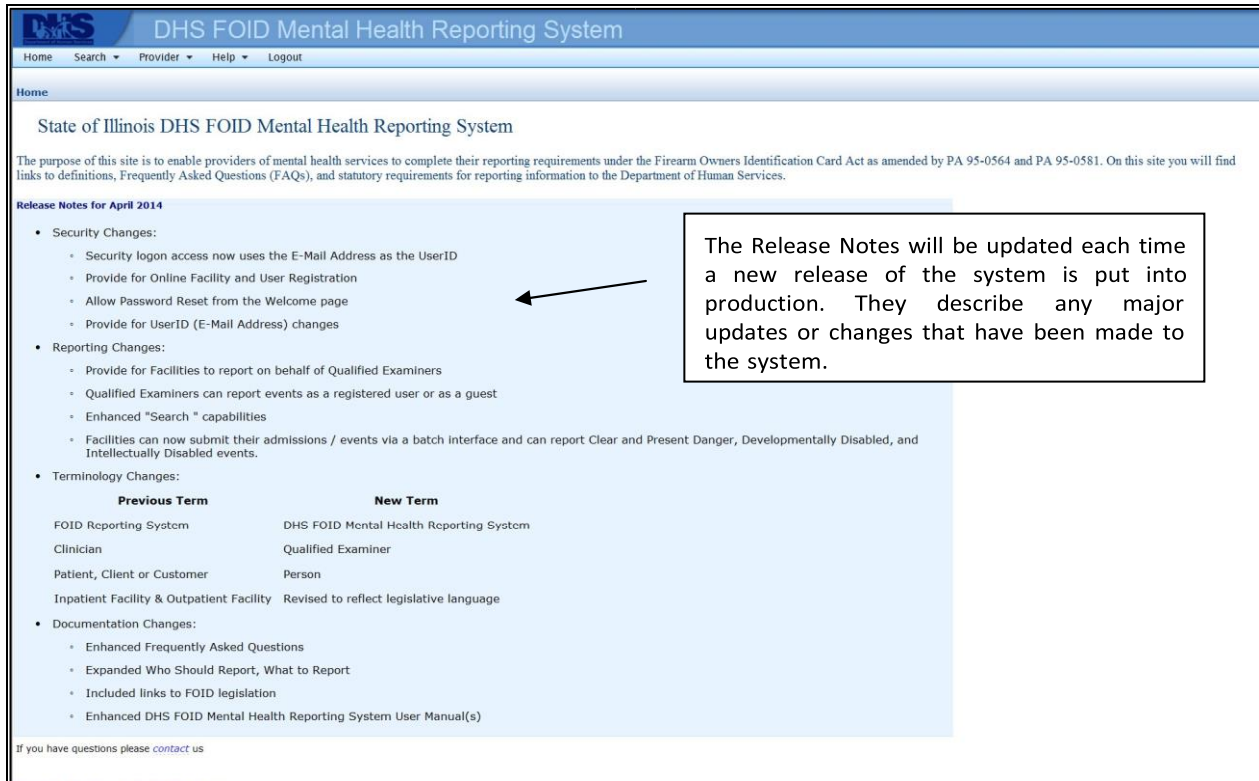 DHS
DHS FOID Mental Health Reporting System
Home Search Provider Help Logout
Home
State of Illinois DHS FOID Mental Health Reporting System
The purpose of this site is to enable providers of mental health services to complete their reporting requirements under the Firearm Owners Identification Card Act as amended by PA 95-0564 and PA 95-0581. On this site you will find
links to definitions, Frequently Asked Questions (FAQs), and statutory requirements for reporting information to the Department of Human Services.
Release Notes for April 2014
• Security Changes:
◦ Security logon access now uses the E-Mail Address as the UserID
◦ Provide for Online Facility and User Registration
◦ Allow Password Reset from the Welcome page
◦ Provide for UserID (E-Mail Address) changes
• Reporting Changes:
◦ Provide for Facilities to report on behalf of Qualified Examiners
◦ Qualified Examiners can report events as a registered user or as a guest
◦ Enhanced "Search " capabilities
◦ Facilities can now submit their admissions / events via a batch interface and can report Clear and Present Danger, Developmentally Disabled, and
Intellectually Disabled events.
• Terminology Changes:
Previous Term New Term
FOID Reporting System DHS FOID Mental Health Reporting System
Clinician Qualified Examiner
Patient, Client or Customer Person
Inpatient Facility & Outpatient Facility Revised to reflect legislative language
• Documentation Changes:
◦ Enhanced Frequently Asked Questions
◦ Expanded Who Should Report, What to Report
◦ Included links to FOID legislation
◦ Enhanced DHS FOID Mental Health Reporting System User Manual(s)
If you have questions please contact us
The Release Notes will be updated each time
a new release of the system is put into
production. They describe any major
updates or changes that have been made to
the system.